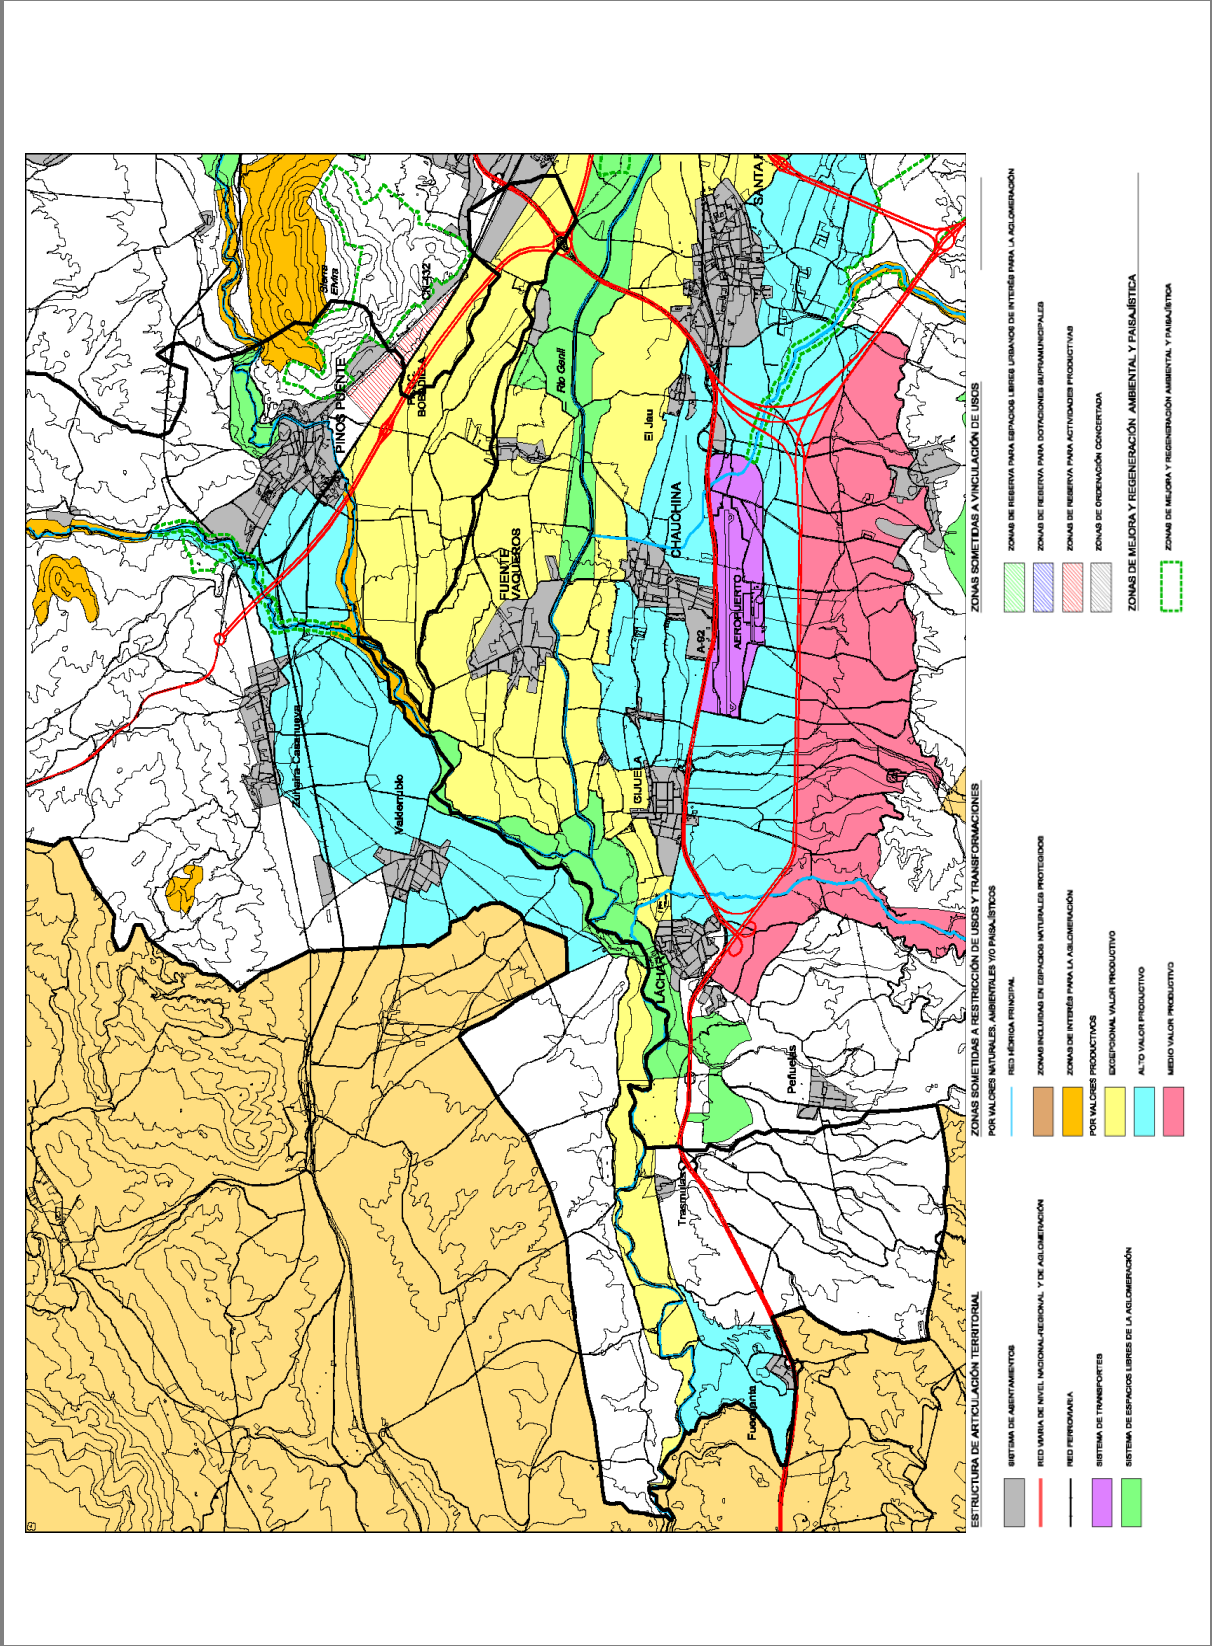 Sierra
Elvira
CN-432
PINOS PUENTE
SANTAF
Río Genil
El Jau
CHAUCHINA
FUENTE
VAQUEROS
AEROPUERTO
A-92
Zujaira-Casanueva
Valderrubio
CIJUELA
LACHAR
Peñuelas
Trasmulas
ESTRUCTURA DE ARTICULACIÓN TERRITORIAL
SISTEMA DE ASENTAMIENTOS
RED VIARIA DE NIVEL NACIONAL-REGIONAL Y DE AGLOMERACIÓN
RED FERROVIARIA
SISTEMA DE TRANSPORTES
SISTEMA DE ESPACIOS LIBRES DE LA AGLOMERACIÓN
ZONAS SOMETIDAS A RESTRICCIÓN DE USOS Y TRANSFORMACIONES
POR VALORES NATURALES, AMBIENTALES Y/O PAISAJÍSTICOS
RED HÍDRICA PRINCIPAL
ZONAS INCLUIDAS EN ESPACIOS NATURALES PROTEGIDOS
ZONAS DE INTERÉS PARA LA AGLOMERACIÓN
POR VALORES PRODUCTIVOS
EXCEPCIONAL VALOR PRODUCTIVO
ALTO VALOR PRODUCTIVO
MEDIO VALOR PRODUCTIVO
ZONAS SOMETIDAS A VINCULACIÓN DE USOS
ZONAS DE RESERVA PARA ESPACIOS LIBRES URBANOS DE INTERÉS PARA LA AGLOMERACIÓN
ZONAS DE RESERVA PARA DOTACIONES SUPRAMUNICIPALES
ZONAS DE RESERVA PARA ACTIVIDADES PRODUCTIVAS
ZONAS DE ORDENACIÓN CONCERTADA
ZONAS DE MEJORA Y REGENERACIÓN AMBIENTAL Y PAISAJÍSTICA
ZONAS DE MEJORA Y REGENERACIÓN AMBIENTAL Y PAISAJÍSTICA